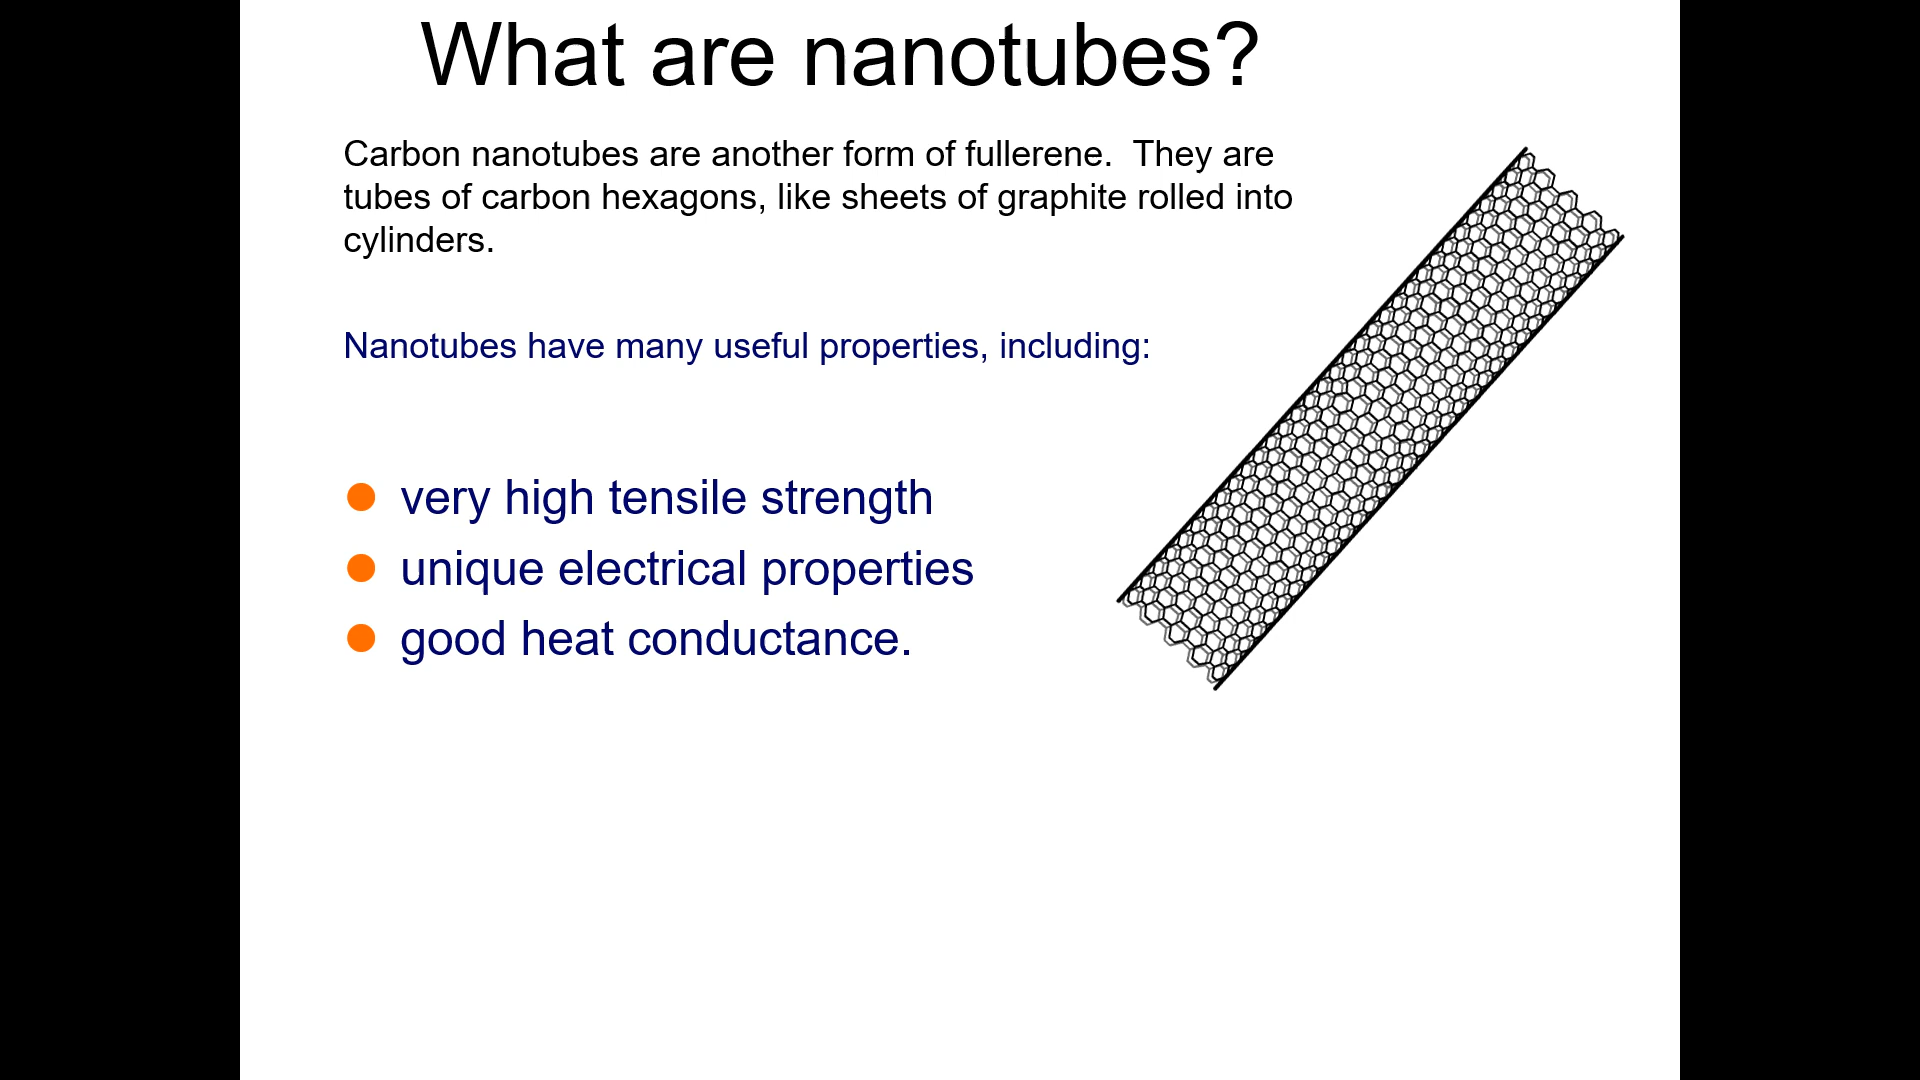 What are nanotubes?
Carbon nanotubes are another form of fullerene.  They are
tubes of carbon hexagons, like sheets of graphite rolled into
cylinders.
Nanotubes have many useful properties, including:
very high tensile strength
unique electrical properties
good heat conductance.